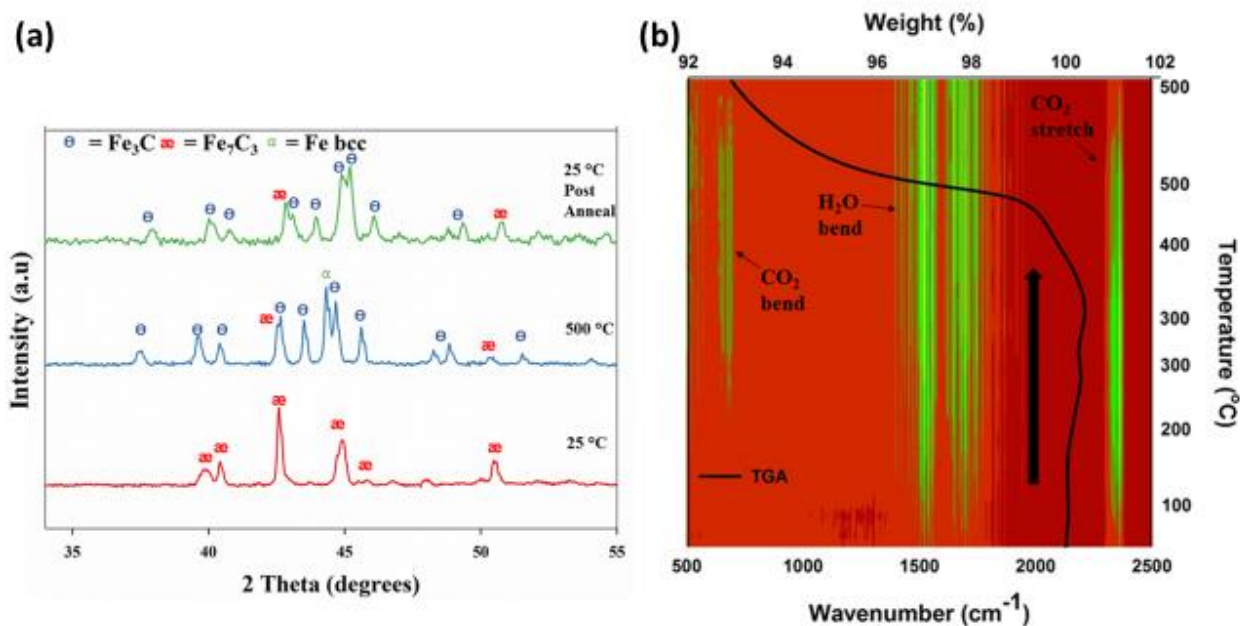 (a)
ɵ = Fe₃C æ = Fe₇C₃ α = Fe bcc
æ ɵ ɵ
ɵ ɵ ɵ ɵ ɵ ɵ ɵ æ
25 °C
Post
Anneal
α
ɵ ɵ ɵ æ ɵ ɵ ɵ ɵ ɵ æ ɵ
500 °C
æ æ æ æ æ æ
25 °C
Intensity (a.u)
35 40 45 50 55
2 Theta (degrees)
(b)
Weight (%)
92 94 96 98 100 102
CO₂
stretch
H₂O
bend
CO₂
bend
TGA
500
500
400
300
300
200
100
Temperature (°C)
500 1000 1500 2000 2500
Wavenumber (cm⁻¹)